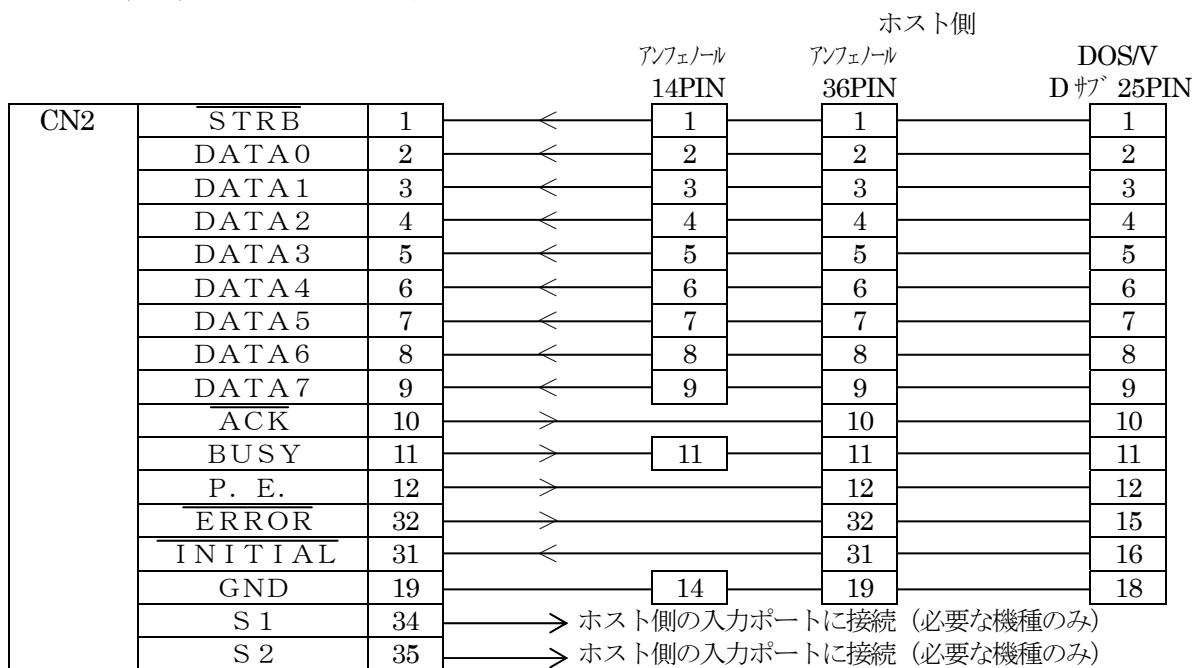 ホスト側
ｱﾝﾌｪﾉｰﾙ ｱﾝﾌｪﾉｰﾙ DOS/V
14PIN 36PIN D ｻﾌﾞ 25PIN
CN2 ＳＴＲＢ 1 1 1 1
ＤＡＴＡ０ 2 2 2 2
ＤＡＴＡ１ 3 3 3 3
ＤＡＴＡ２ 4 4 4 4
ＤＡＴＡ３ 5 5 5 5
ＤＡＴＡ４ 6 6 6 6
ＤＡＴＡ５ 7 7 7 7
ＤＡＴＡ６ 8 8 8 8
ＤＡＴＡ７ 9 9 9 9
ＡＣＫ 10 10 10
ＢＵＳＹ 11 11 11 11
Ｐ．Ｅ． 12 12 12
ＥＲＲＯＲ 32 32 15
ＩＮＩＴＩＡＬ 31 31 16
ＧＮＤ 19 14 19 18
Ｓ１ 34 ホスト側の入力ポートに接続（必要な機種のみ）
Ｓ２ 35 ホスト側の入力ポートに接続（必要な機種のみ）